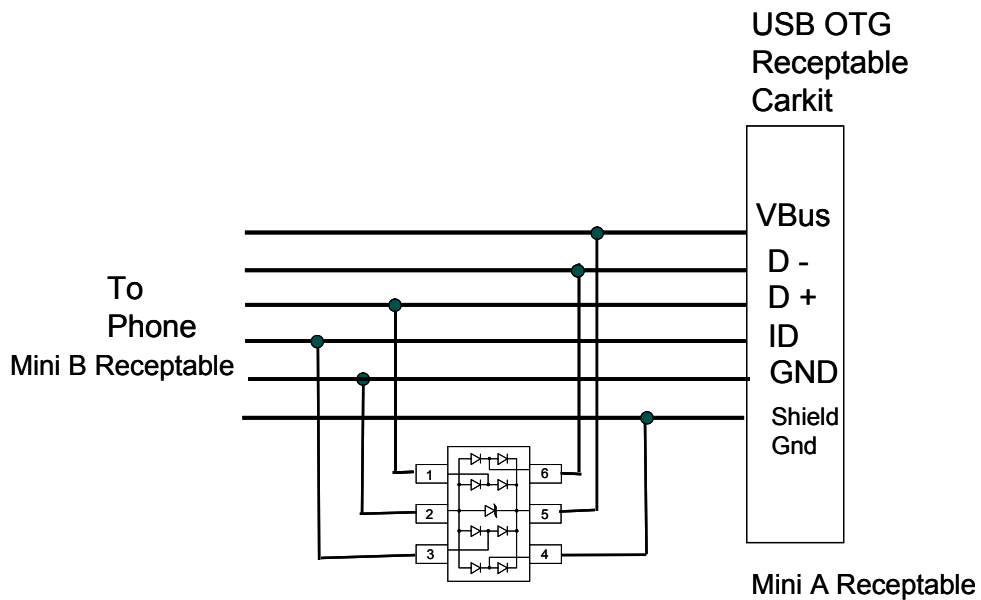 USB OTG
Receptable
Carkit
VBus
D -
D +
ID
GND
Shield
Gnd
To
Phone
Mini B Receptable
1
2
3
6
5
4
Mini A Receptable